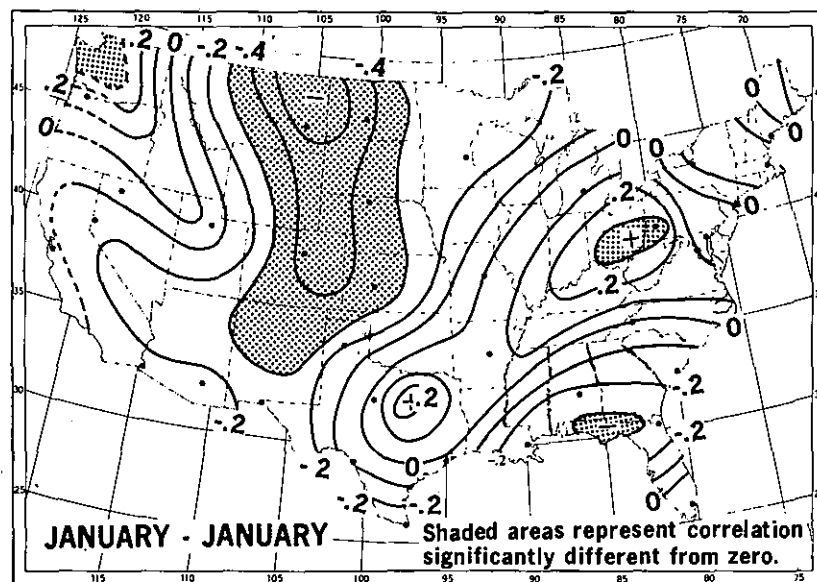 125 120 115 110 105 100 95 90 85 80 75 70
.2 0 -.2 -.4 -.4 -.2 0
45
.2 0
0 0
40 .2
+
35 .2
0
+.2
30
-.2 -.2 0 -.2 -.2
25 -.2 -.2 0
JANUARY - JANUARY
Shaded areas represent correlation
significantly different from zero.
115 110 105 100 95 90 85 80 75